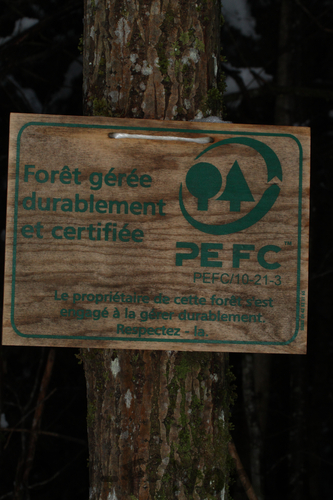 Forêt gérée
durablement
et certifiée
PEFC™
PEFC/10-21-3
Le propriétaire de cette forêt s'est
engagé à la gérer durablement.
Respectez - la.